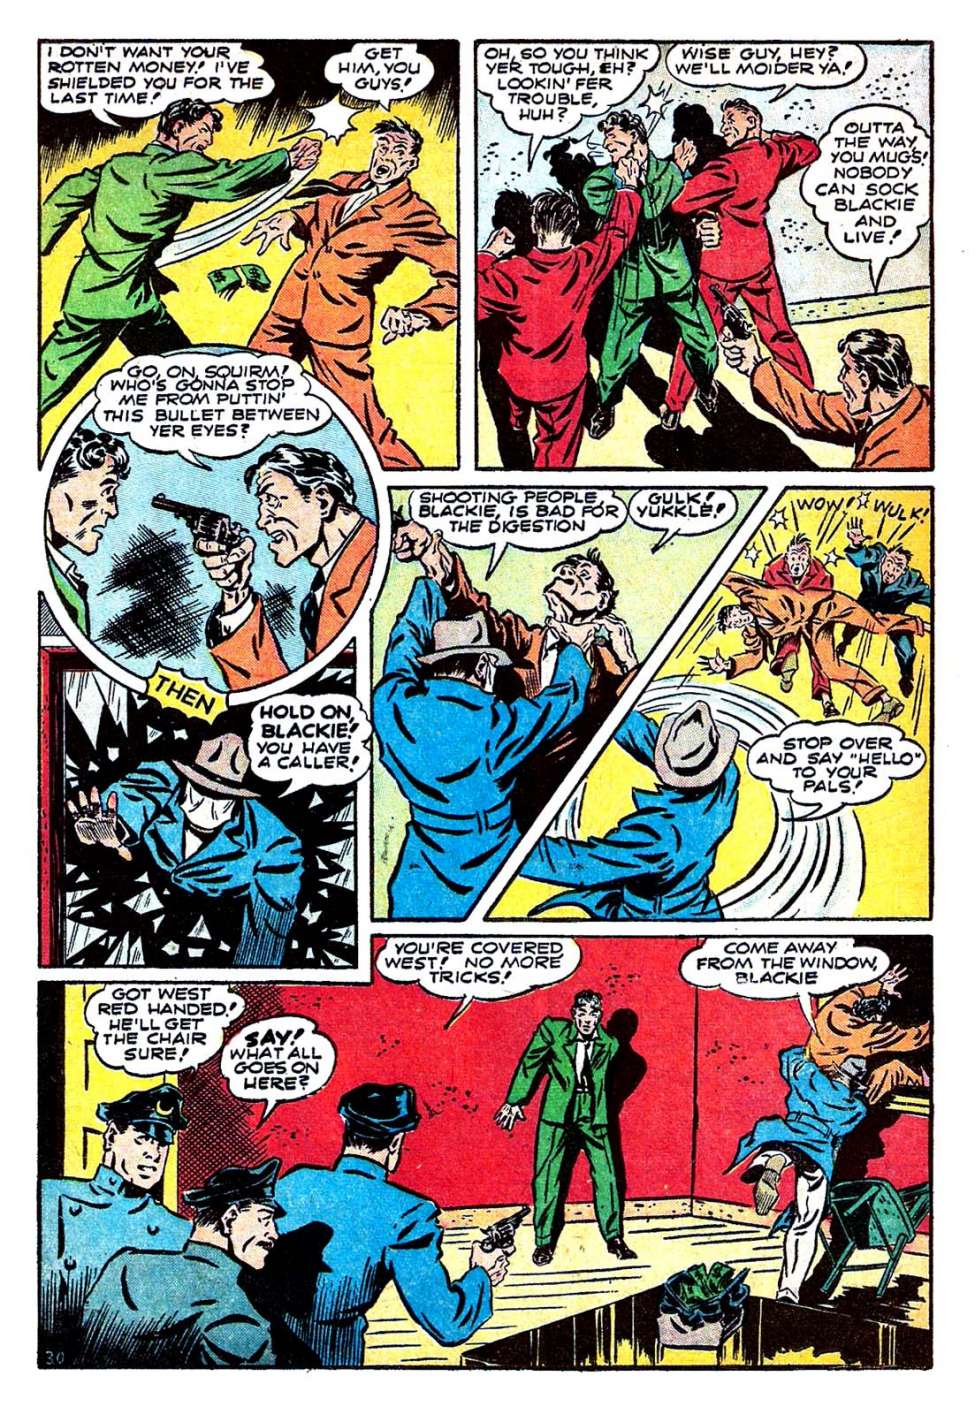 I DON'T WANT YOUR
ROTTEN MONEY! I'VE
SHIELDED YOU FOR THE
LAST TIME!
GET
HIM, YOU
GUYS!
OH, SO YOU THINK
YER TOUGH, EH?
LOOKIN' FER
TROUBLE,
HUH?
WISE GUY, HEY?
WE'LL MOIDER YA!
OUTTA
THE WAY,
YOU MUGS!
NOBODY
CAN SOCK
BLACKIE
AND
LIVE!
GO, ON, SQUIRM!
WHO'S GONNA STOP
ME FROM PUTTIN'
THIS BULLET BETWEEN
YER EYES?
THEN
HOLD ON,
BLACKIE!
YOU HAVE
A CALLER!
SHOOTING PEOPLE,
BLACKIE, IS BAD FOR
THE DIGESTION
GULK!
YUKKLE!
WOW! WULK!
STOP OVER
AND SAY "HELLO"
TO YOUR
PALS!
GOT WEST
RED HANDED!
HE'LL GET
THE CHAIR
SURE!
SAY!
WHAT ALL
GOES ON
HERE?
YOU'RE COVERED
WEST! NO MORE
TRICKS!
COME AWAY
FROM THE WINDOW,
BLACKIE
30